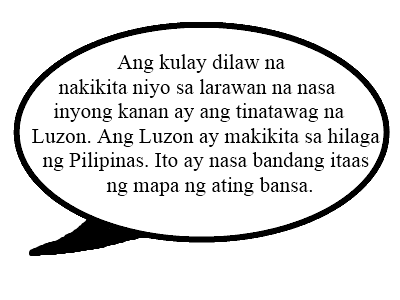 Ang kulay dilaw na
nakikita niyo sa larawan na nasa
inyong kanan ay ang tinatawag na
Luzon. Ang Luzon ay makikita sa hilaga
ng Pilipinas. Ito ay nasa bandang itaas
ng mapa ng ating bansa.